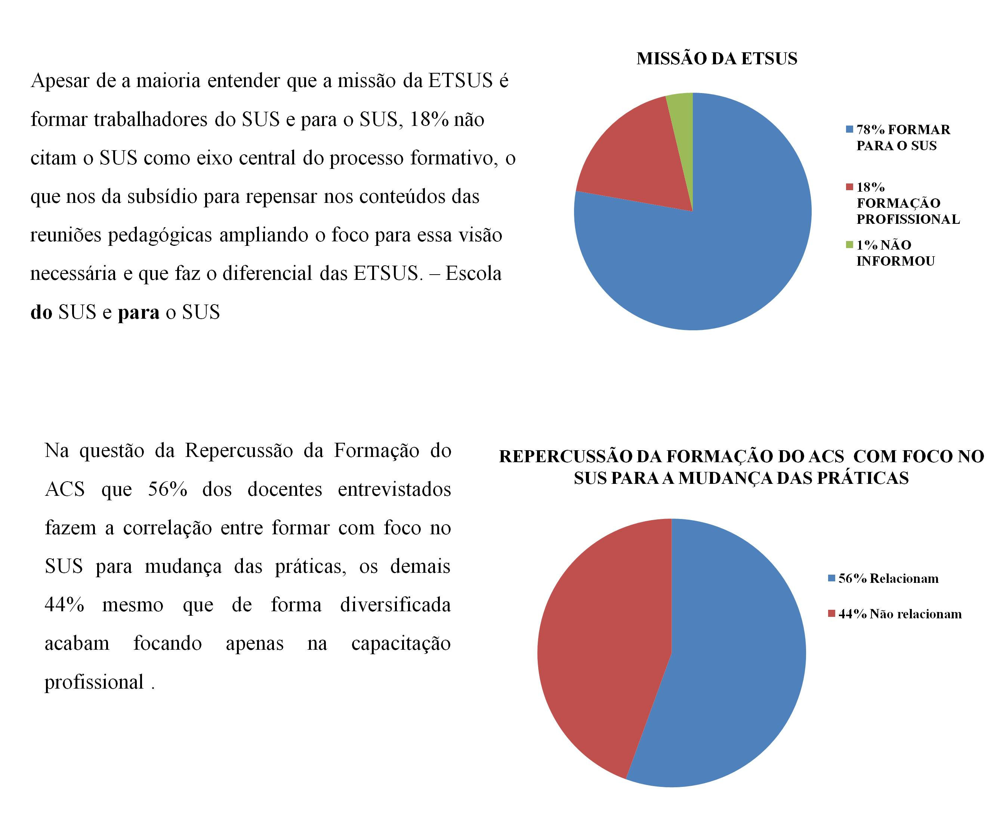 MISSÃO DA ETSUS
Apesar de a maioria entender que a missão da ETSUS é
formar trabalhadores do SUS e para o SUS, 18% não
citam o SUS como eixo central do processo formativo, o
que nos da subsídio para repensar nos conteúdos das
reuniões pedagógicas ampliando o foco para essa visão
necessária e que faz o diferencial das ETSUS. – Escola
do SUS e para o SUS
78% FORMAR
PARA O SUS
18%
FORMAÇÃO
PROFISSIONAL
1% NÃO
INFORMOU
Na questão da Repercussão da Formação do
ACS que 56% dos docentes entrevistados
fazem a correlação entre formar com foco no
SUS para mudança das práticas, os demais
44% mesmo que de forma diversificada
acabam focando apenas na capacitação
profissional .
REPERCUSSÃO DA FORMAÇÃO DO ACS COM FOCO NO
SUS PARA A MUDANÇA DAS PRÁTICAS
56% Relacionam
44% Não relacionam